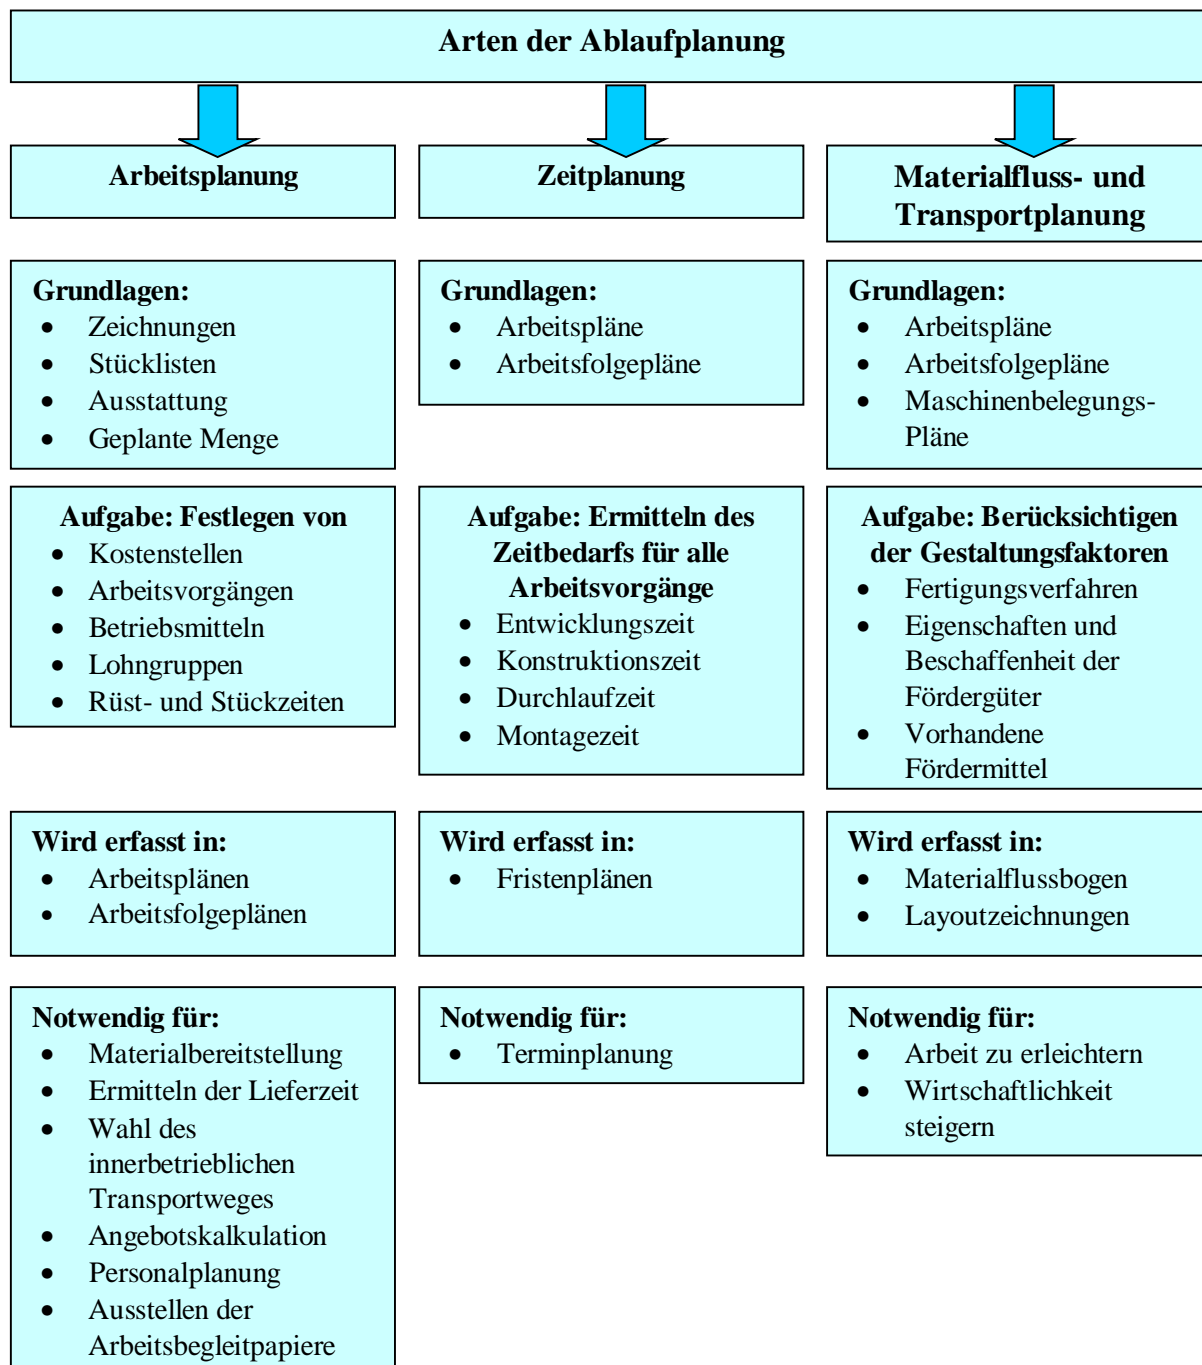 Arten der Ablaufplanung
Arbeitsplanung
Zeitplanung
Materialfluss- und
Transportplanung
Grundlagen:
• Zeichnungen
• Stücklisten
• Ausstattung
• Geplante Menge
Grundlagen:
• Arbeitspläne
• Arbeitsfolgepläne
Grundlagen:
• Arbeitspläne
• Arbeitsfolgepläne
• Maschinenbelegungs-
Pläne
Aufgabe: Festlegen von
• Kostenstellen
• Arbeitsvorgängen
• Betriebsmitteln
• Lohngruppen
• Rüst- und Stückzeiten
Aufgabe: Ermitteln des
Zeitbedarfs für alle
Arbeitsvorgänge
• Entwicklungszeit
• Konstruktionszeit
• Durchlaufzeit
• Montagezeit
Aufgabe: Berücksichtigen
der Gestaltungsfaktoren
• Fertigungsverfahren
• Eigenschaften und
Beschaffenheit der
Fördergüter
• Vorhandene
Fördermittel
Wird erfasst in:
• Arbeitsplänen
• Arbeitsfolgeplänen
Wird erfasst in:
• Fristenplänen
Wird erfasst in:
• Materialflussbogen
• Layoutzeichnungen
Notwendig für:
• Materialbereitstellung
• Ermitteln der Lieferzeit
• Wahl des
innerbetrieblichen
Transportweges
• Angebotskalkulation
• Personalplanung
• Ausstellen der
Arbeitsbegleitpapiere
Notwendig für:
• Terminplanung
Notwendig für:
• Arbeit zu erleichtern
• Wirtschaftlichkeit
steigern